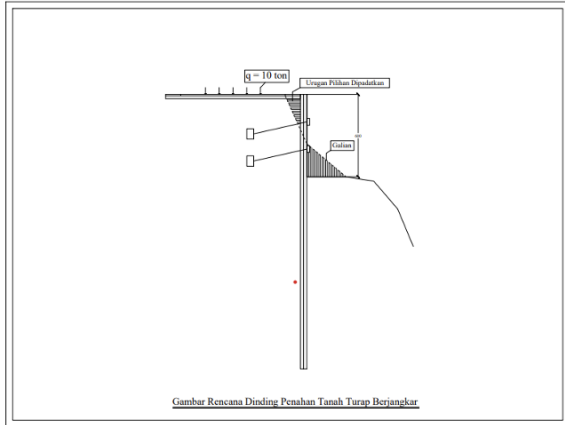 q = 10 ton
Urugan Pilihan Dipadatkan
Galian
Gambar Rencana Dinding Penahan Tanah Turap Berjangkar